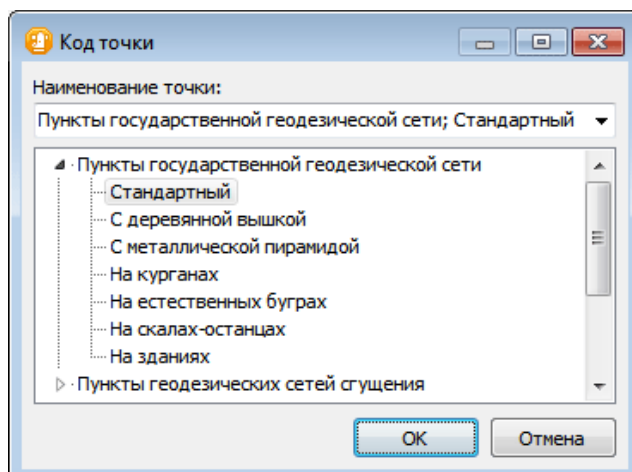 Код точки
Наименование точки:
Пункты государственной геодезической сети; Стандартный
Пункты государственной геодезической сети
Стандартный
С деревянной вышкой
С металлической пирамидой
На курганах
На естественных буграх
На скалах-останцах
На зданиях
Пункты геодезических сетей сгущения
ОК
Отмена